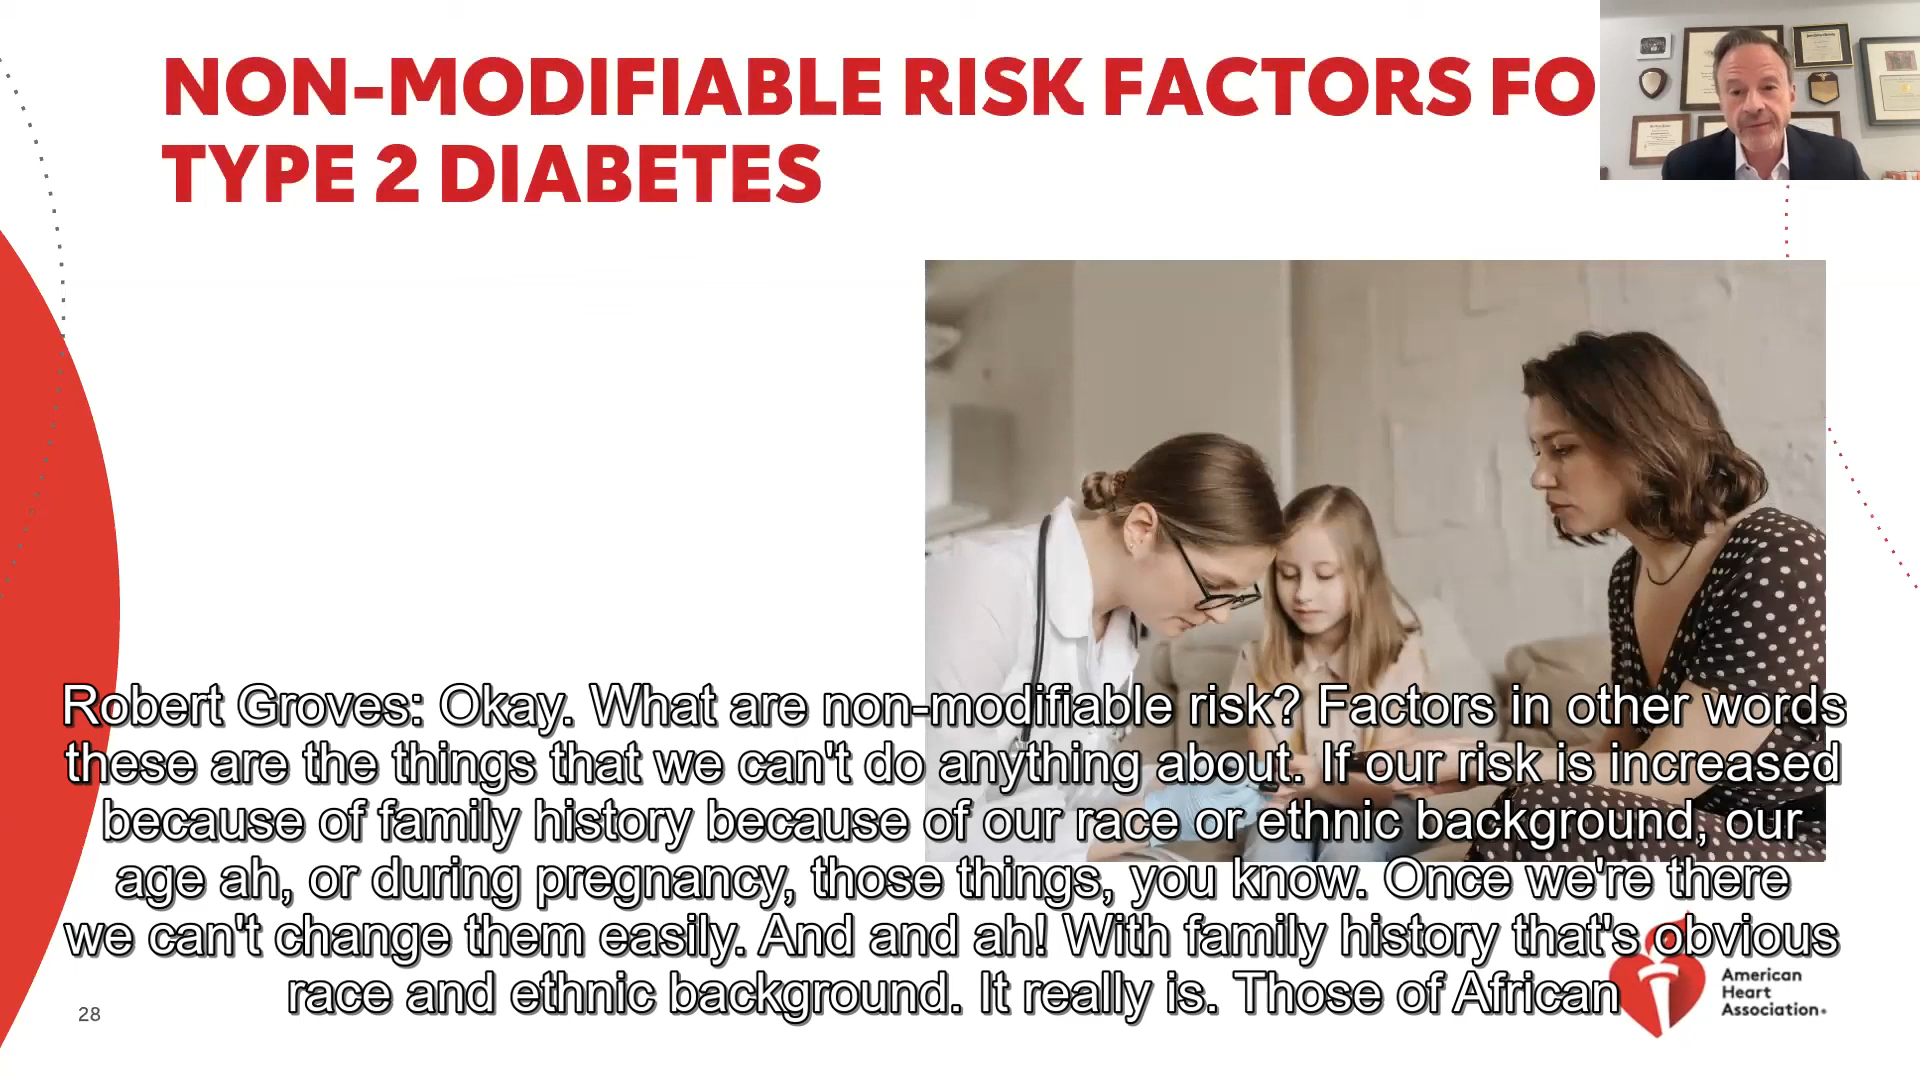 NON-MODIFIABLE RISK FACTORS FO
TYPE 2 DIABETES
Robert Groves: Okay. What are non-modifiable risk? Factors in other words
these are the things that we can't do anything about. If our risk is increased
because of family history because of our race or ethnic background, our
age ah, or during pregnancy, those things, you know. Once we're there
we can't change them easily. And and ah! With family history that's obvious
race and ethnic background. It really is. Those of African
American
Heart
Association
28